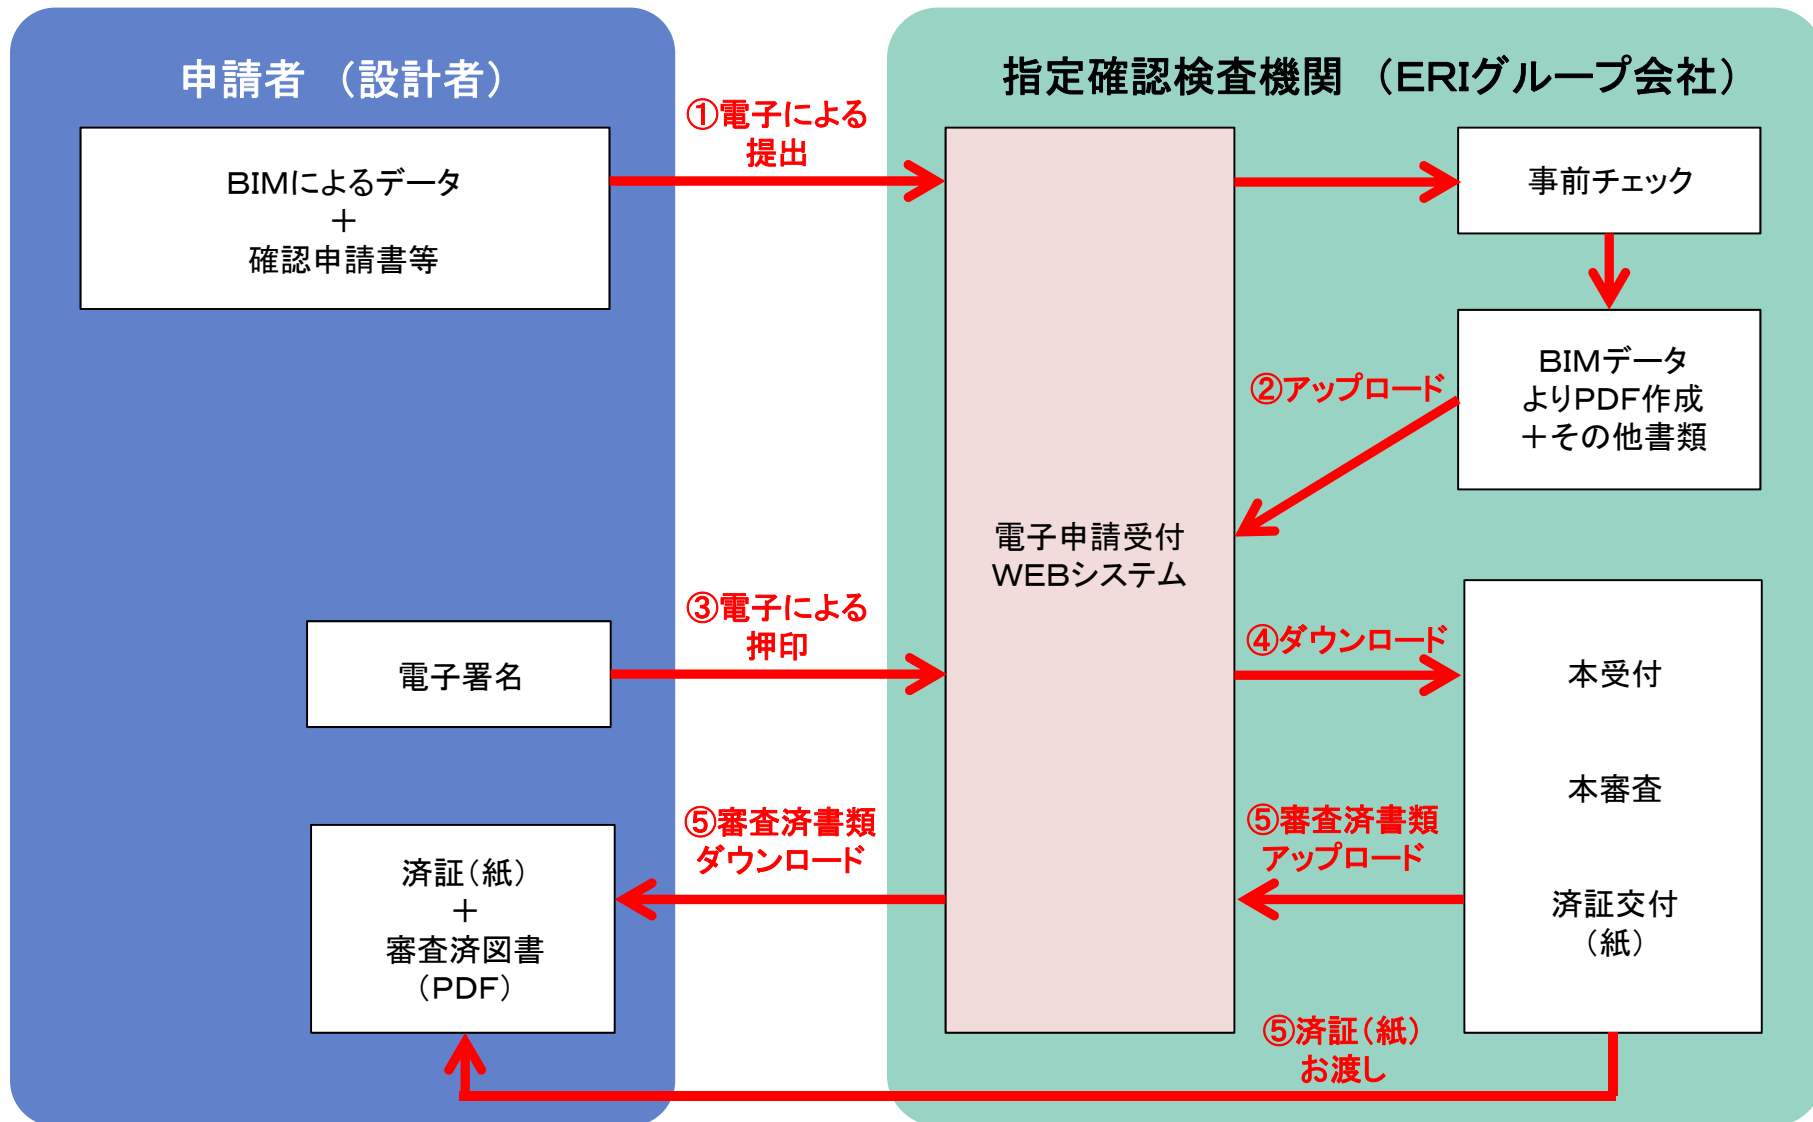 申請者 （設計者）
指定確認検査機関 （ERIグループ会社）
①電子による
提出
BIMによるデータ
＋
確認申請書等
事前チェック
BIMデータ
よりPDF作成
＋その他書類
②アップロード
電子申請受付
WEBシステム
③電子による
押印
電子署名
④ダウンロード
本受付
本審査
済証交付
（紙）
⑤審査済書類
ダウンロード
⑤審査済書類
アップロード
済証（紙）
＋
審査済図書
（PDF）
⑤済証（紙）
お渡し